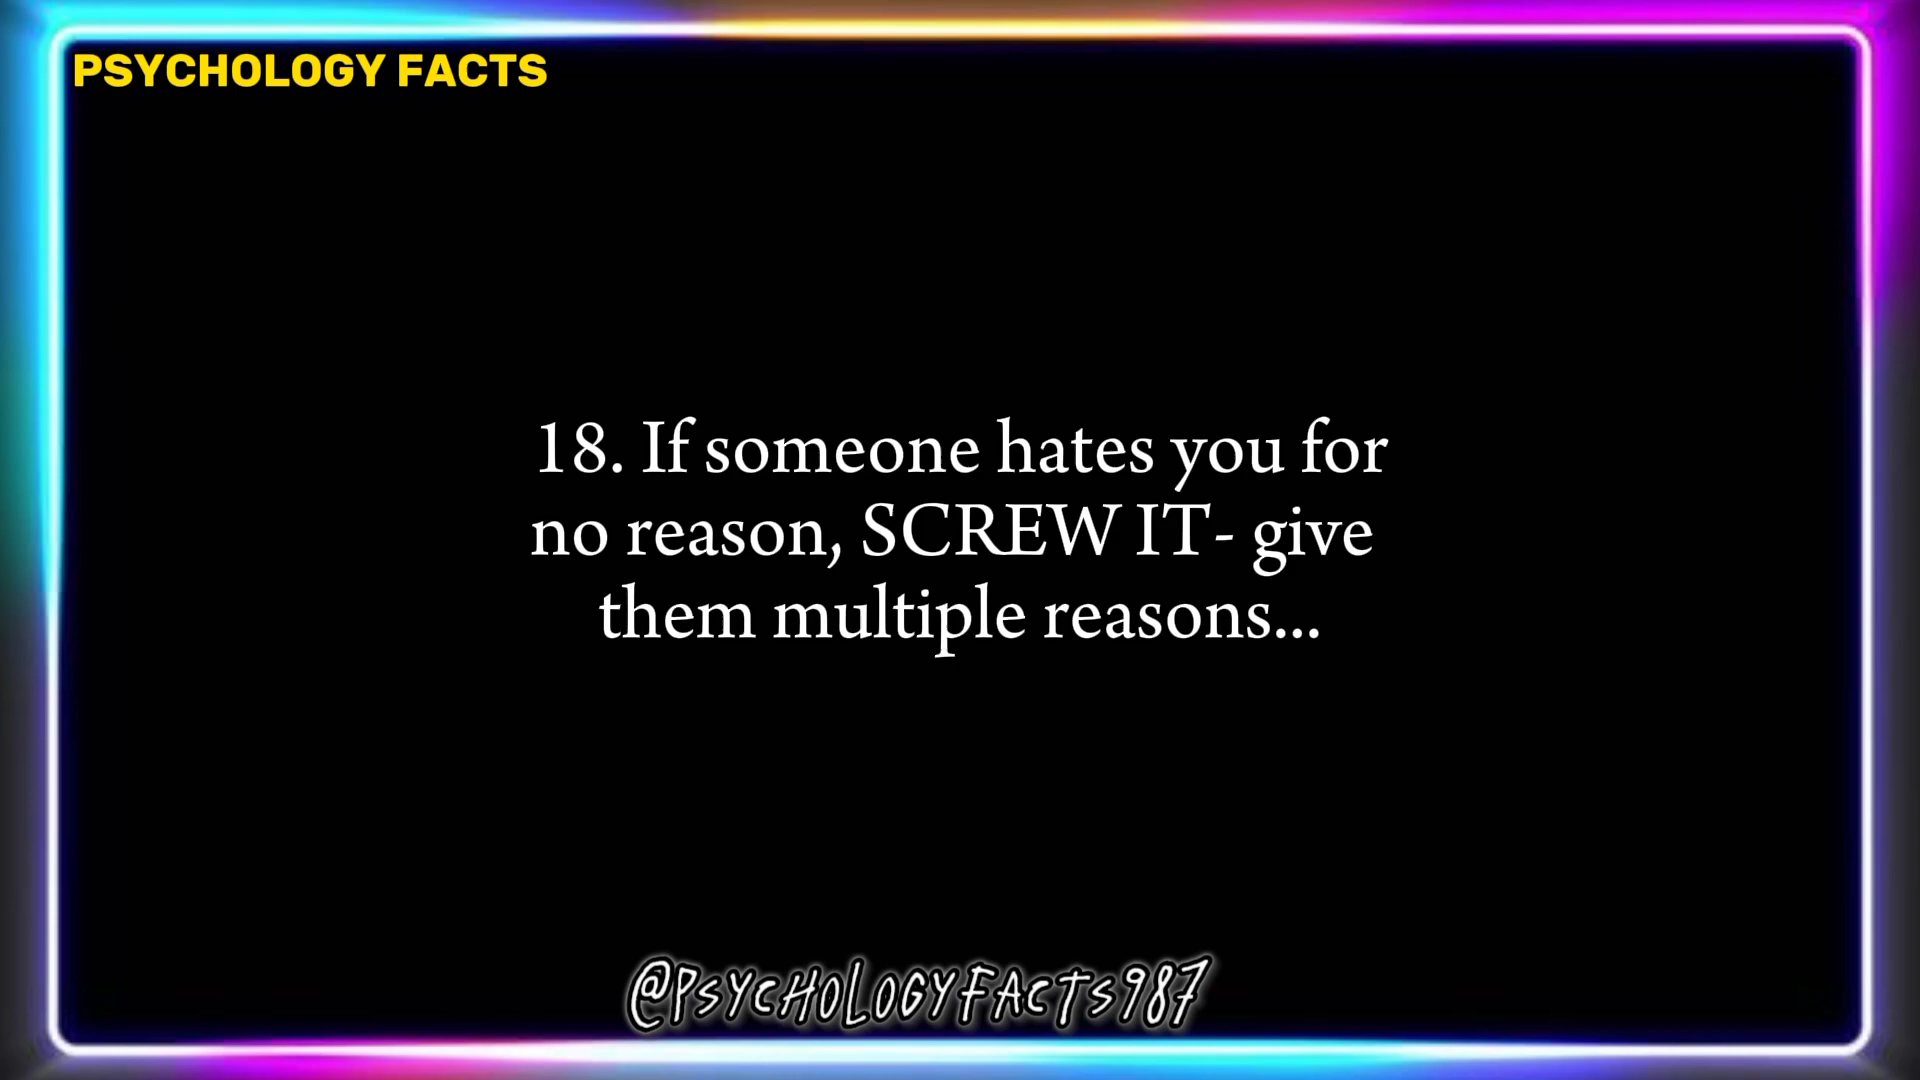 PSYCHOLOGY FACTS
18. If someone hates you for
no reason, SCREW IT- give
them multiple reasons...
@PSYCHOLOGYFACTS987